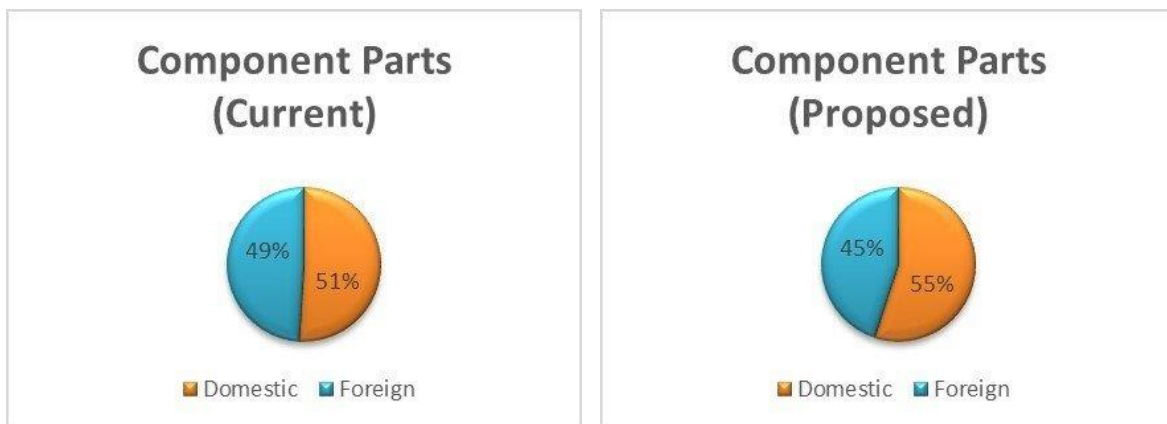 Component Parts
(Current)
49%
51%
Domestic Foreign
Component Parts
(Proposed)
45%
55%
Domestic Foreign